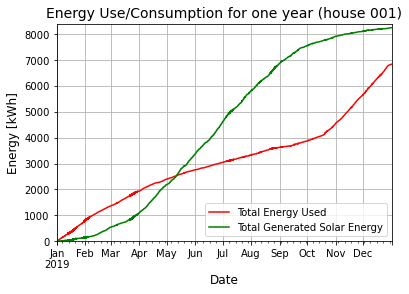 Energy Use/Consumption for one year (house 001)
Energy [kWh]
8000
7000
6000
5000
4000
3000
2000
1000
0
Total Energy Used
Total Generated Solar Energy
Jan Feb Mar Apr May Jun Jul Aug Sep Oct Nov Dec
2019
Date